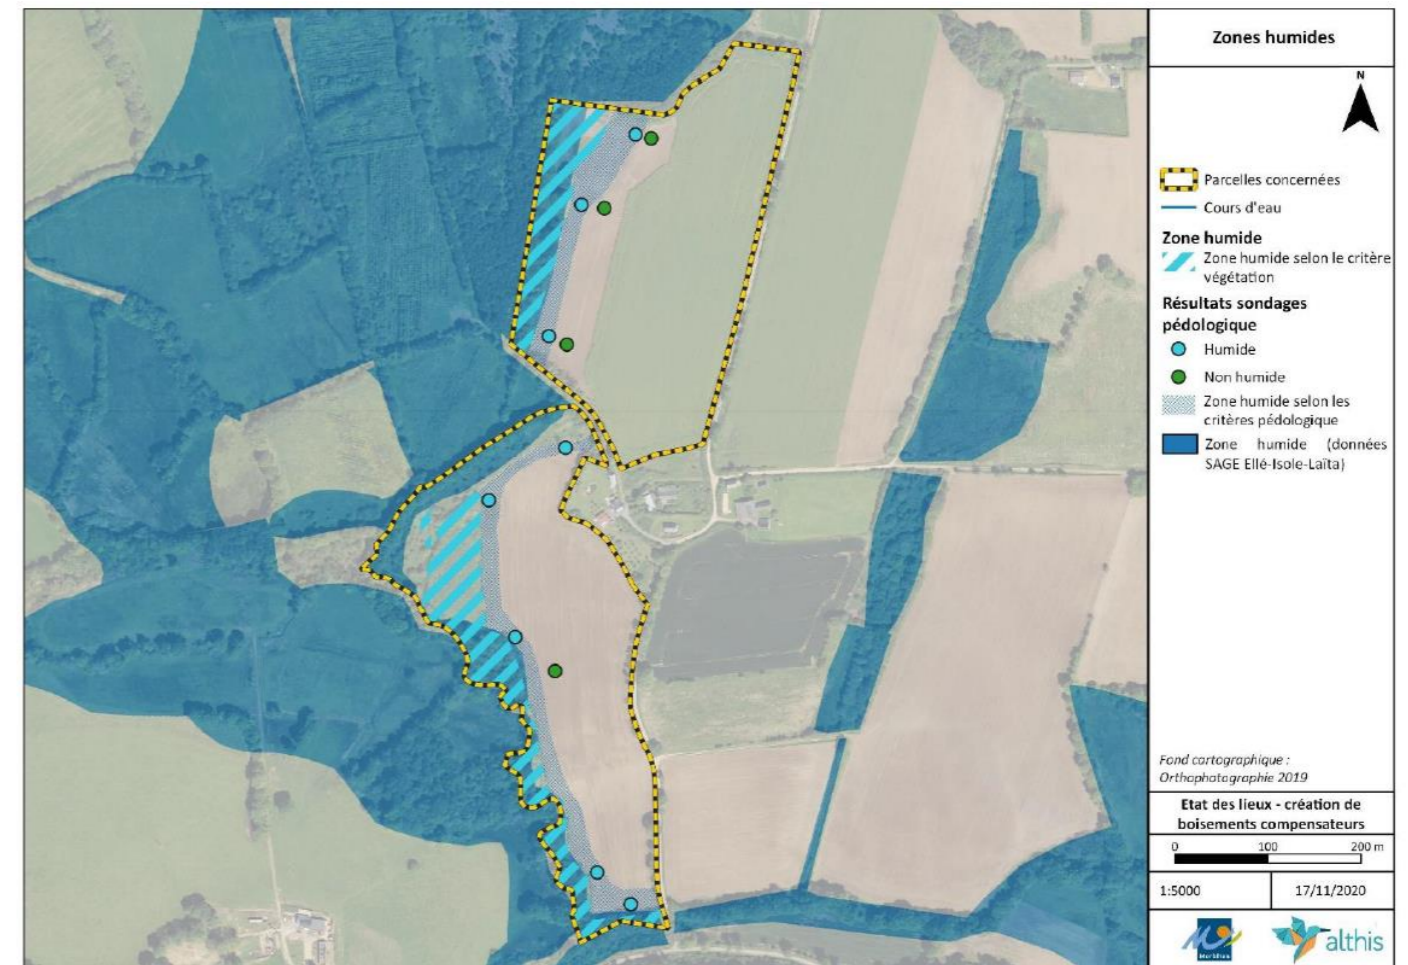 Zones humides
N
Parcelles concernées
Cours d'eau
Zone humide
Zone humide selon le critère
végétation
Résultats sondages
pédologique
Humide
Non humide
Zone humide selon les
critères pédologique
Zone humide (données
SAGE Ellé-Isole-Laïta)
Fond cartographique :
Orthophotographie 2019
Etat des lieux - création de
boisements compensateurs
0 100 200 m
1:5000 17/11/2020
Morbihan
althis